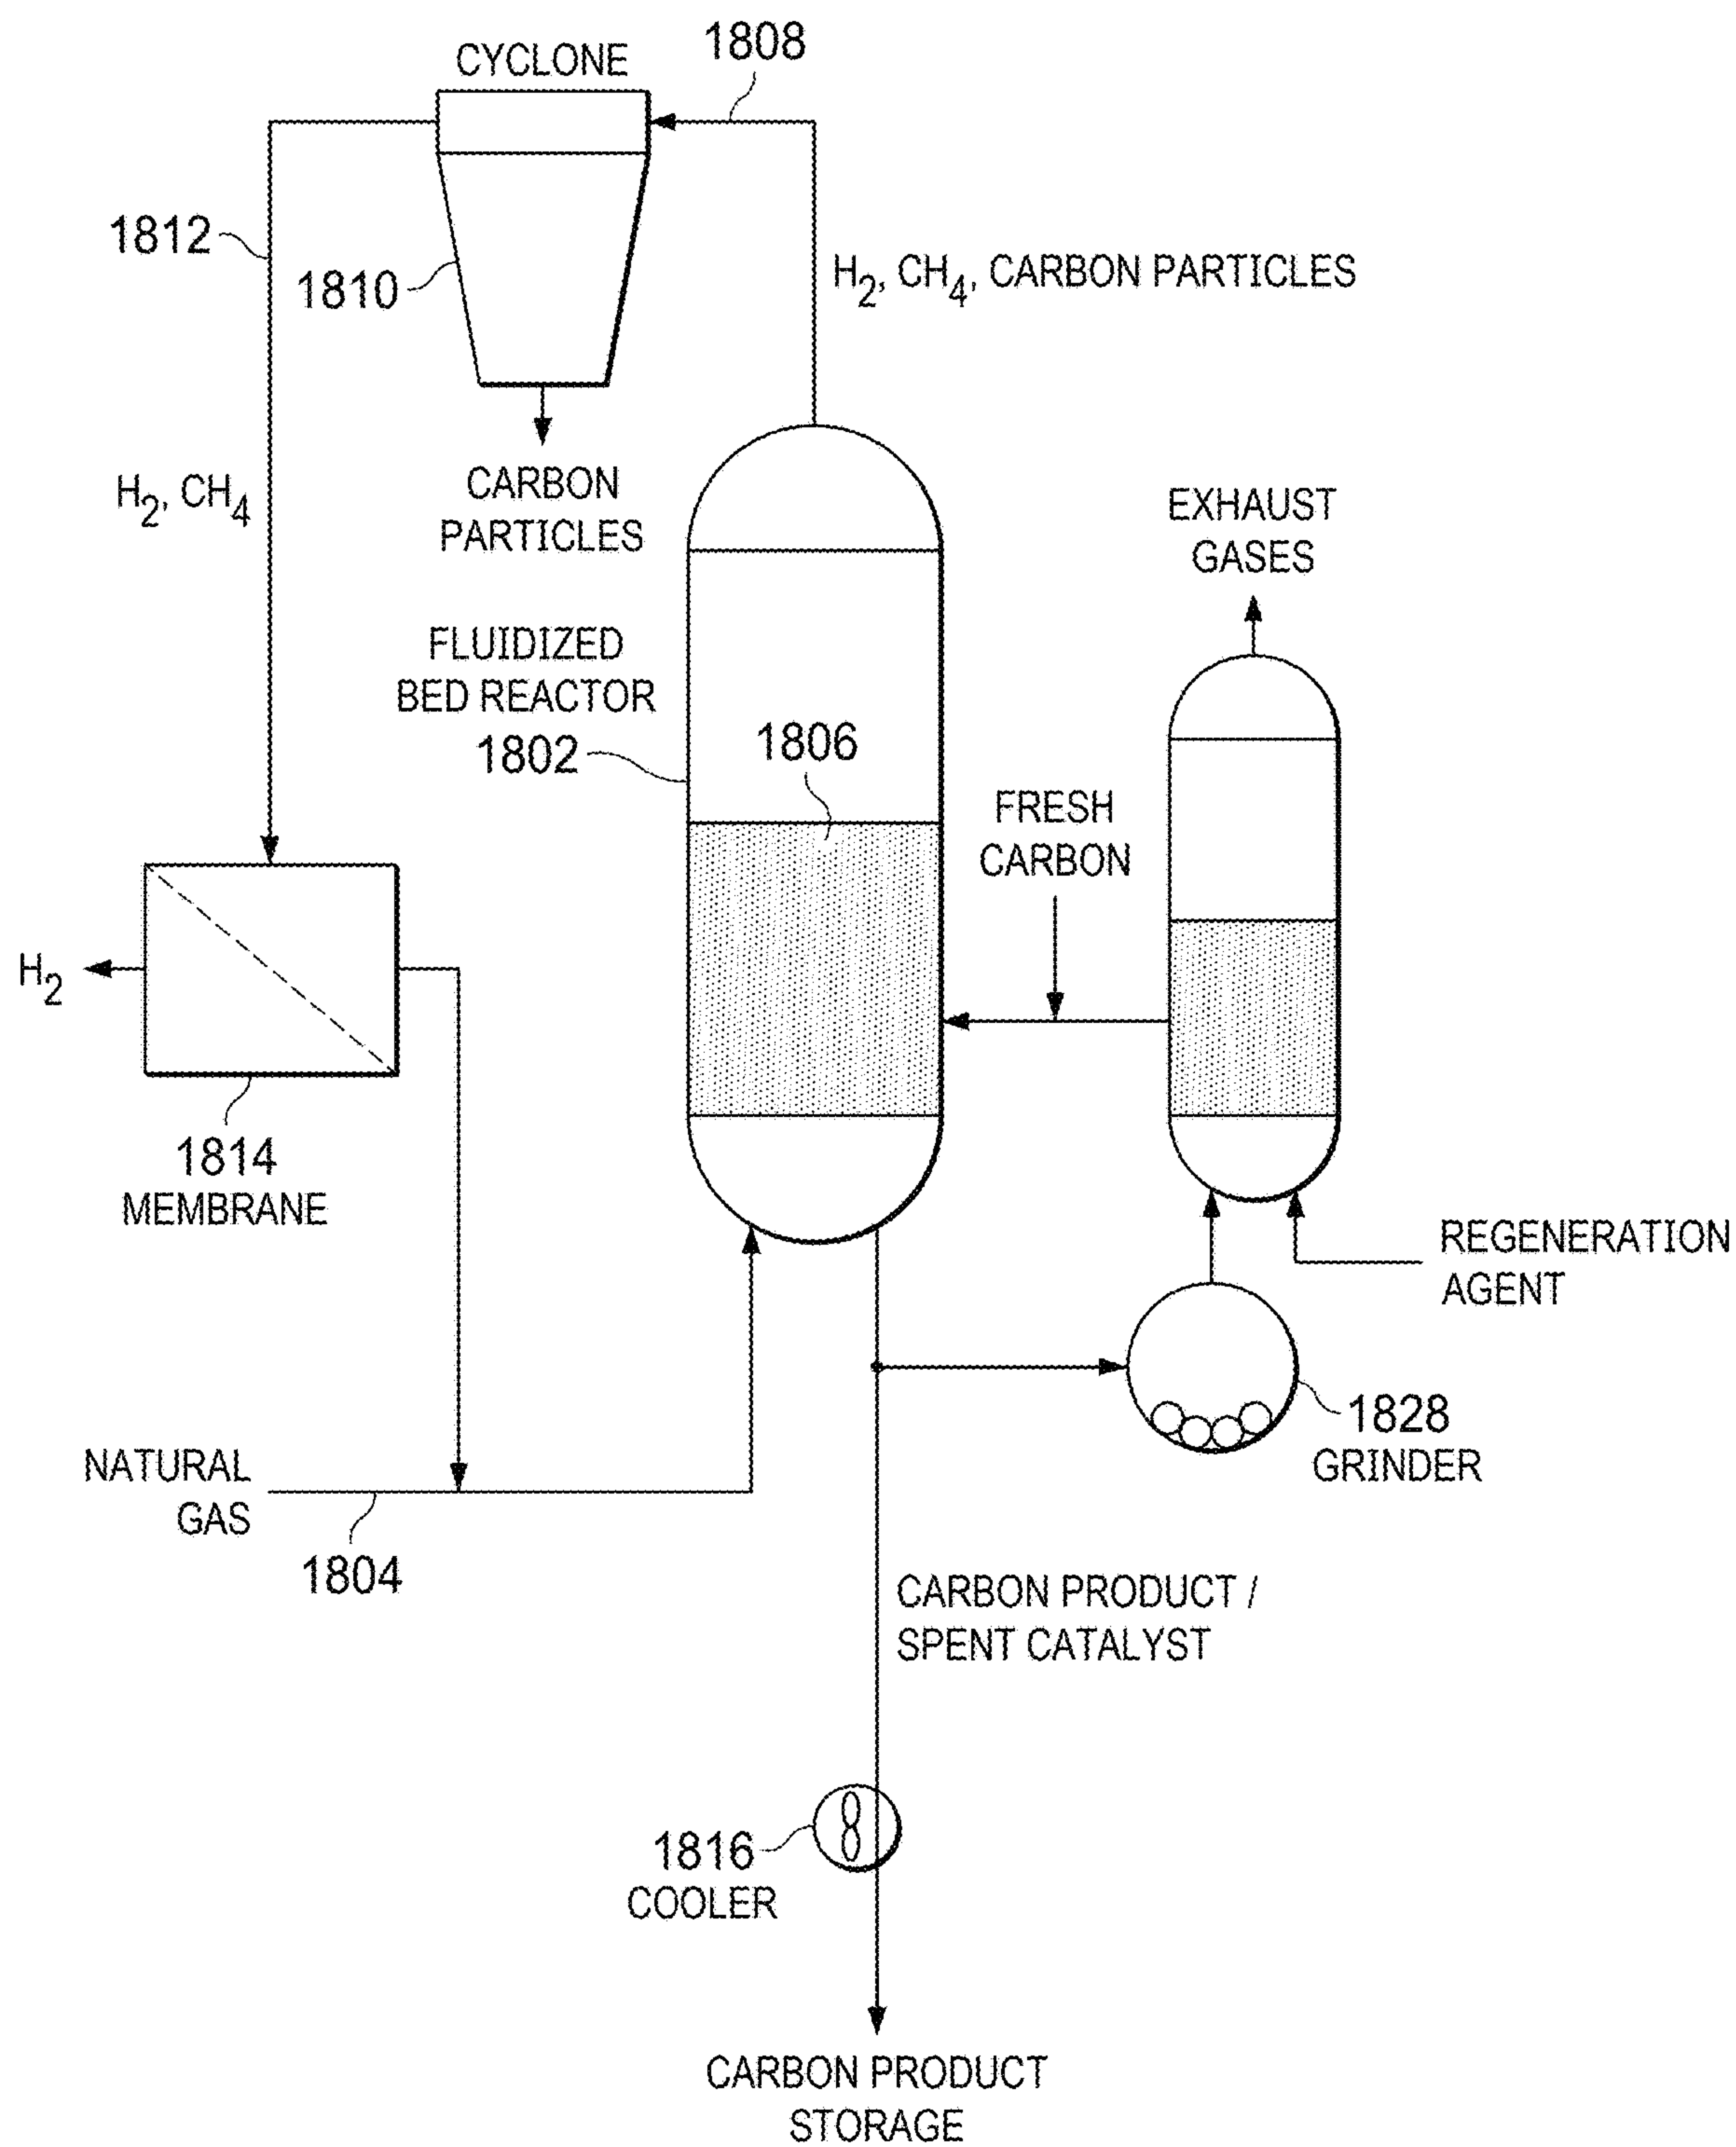 1808
CYCLONE
1812
1810
H2, CH4, CARBON PARTICLES
H2, CH4
CARBON
PARTICLES
EXHAUST
GASES
FLUIDIZED
BED REACTOR
1802
1806
FRESH
CARBON
H2
1814
MEMBRANE
REGENERATION
AGENT
1828
GRINDER
NATURAL
GAS
1804
CARBON PRODUCT /
SPENT CATALYST
1816
COOLER
CARBON PRODUCT
STORAGE